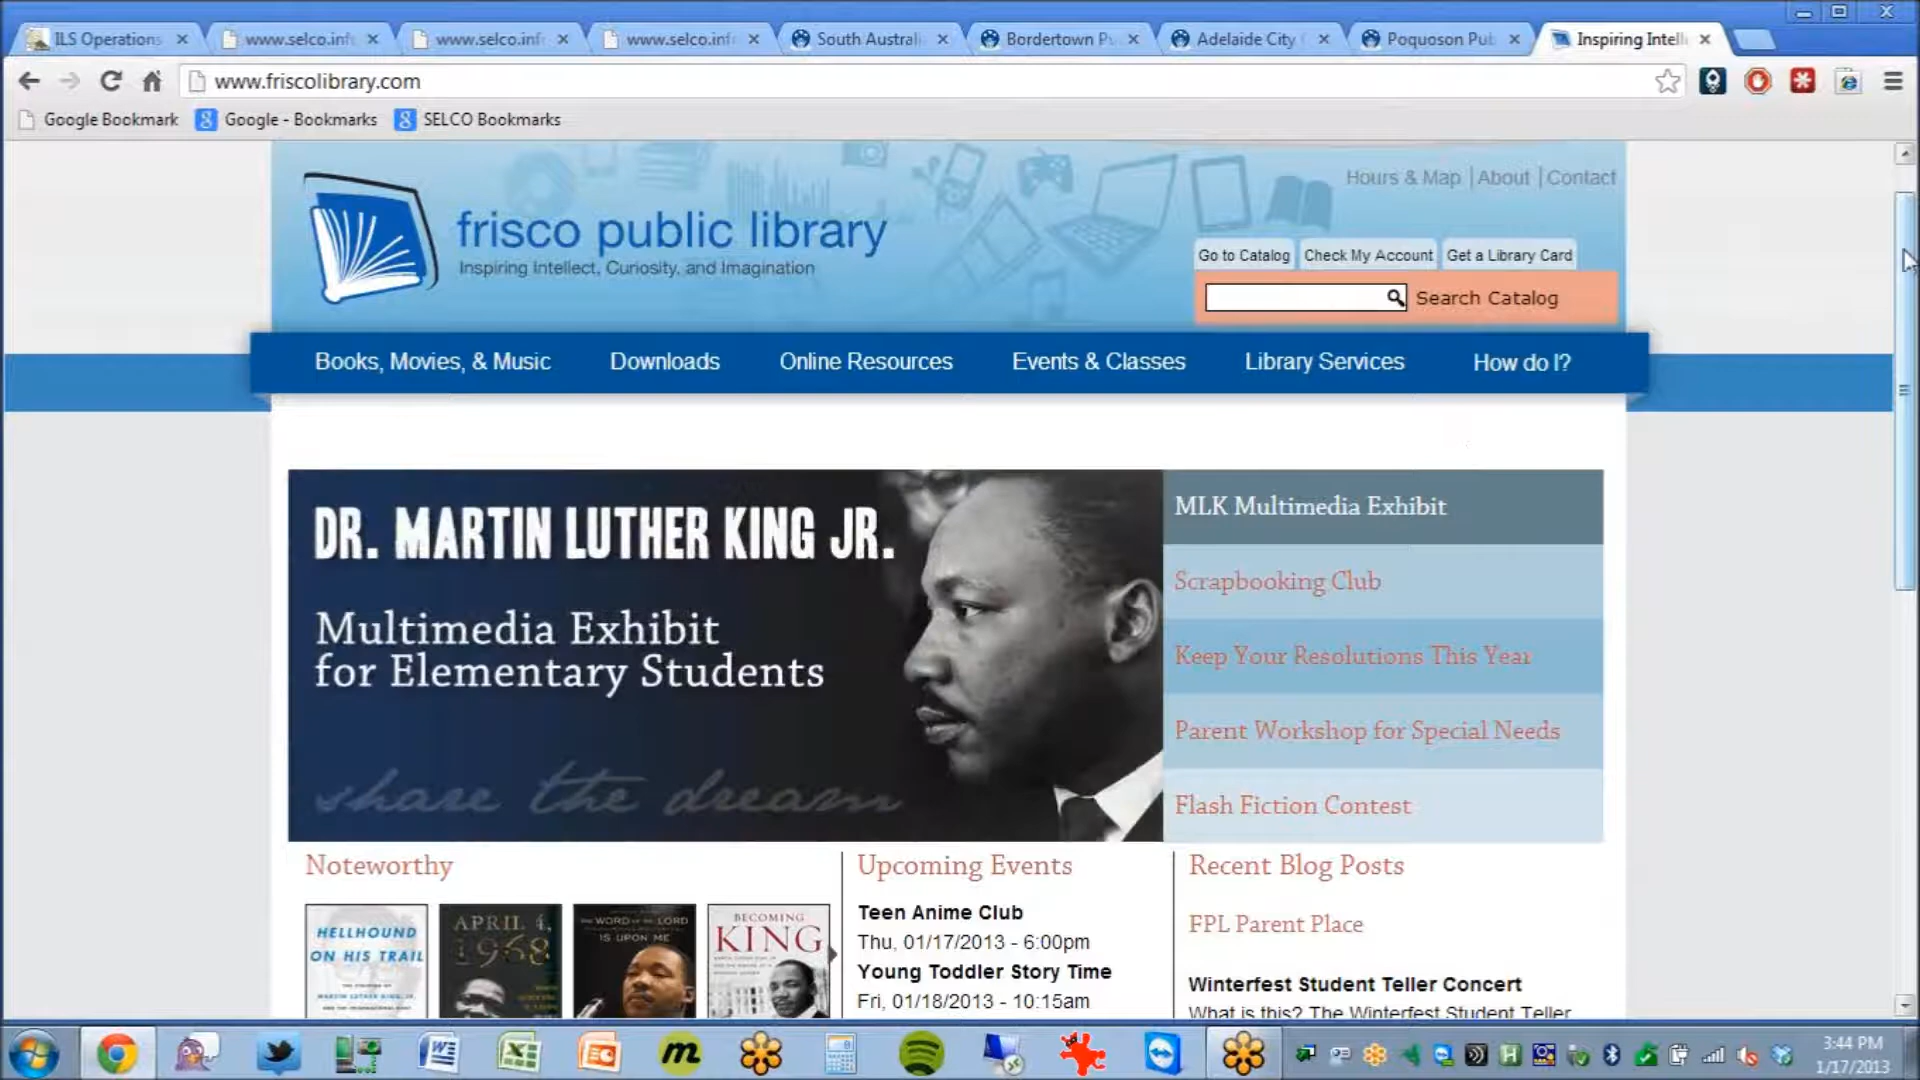 ILS Operations
www.selco.inf
www.selco.inf
www.selco.inf
South Australi
Bordertown Pu
Adelaide City
Poquoson Pub
Inspiring Intell
www.friscolibrary.com
Google Bookmark
Google - Bookmarks
SELCO Bookmarks
Hours & Map | About | Contact
frisco public library
Inspiring Intellect, Curiosity, and Imagination
Go to Catalog
Check My Account
Get a Library Card
Search Catalog
Books, Movies, & Music
Downloads
Online Resources
Events & Classes
Library Services
How do I?
DR. MARTIN LUTHER KING JR.
Multimedia Exhibit
for Elementary Students
share the dream
MLK Multimedia Exhibit
Scrapbooking Club
Keep Your Resolutions This Year
Parent Workshop for Special Needs
Flash Fiction Contest
Noteworthy
HELLHOUND
ON HIS TRAIL
MARTIN LUTHER KING, JR.
APRIL 4,
1968
THE WORD OF THE LORD
IS UPON ME
BECOMING
KING
Upcoming Events
Teen Anime Club
Thu, 01/17/2013 - 6:00pm
Young Toddler Story Time
Fri, 01/18/2013 - 10:15am
Recent Blog Posts
FPL Parent Place
Winterfest Student Teller Concert
What is this? The Winterfest Student Teller
3:44 PM
1/17/2013